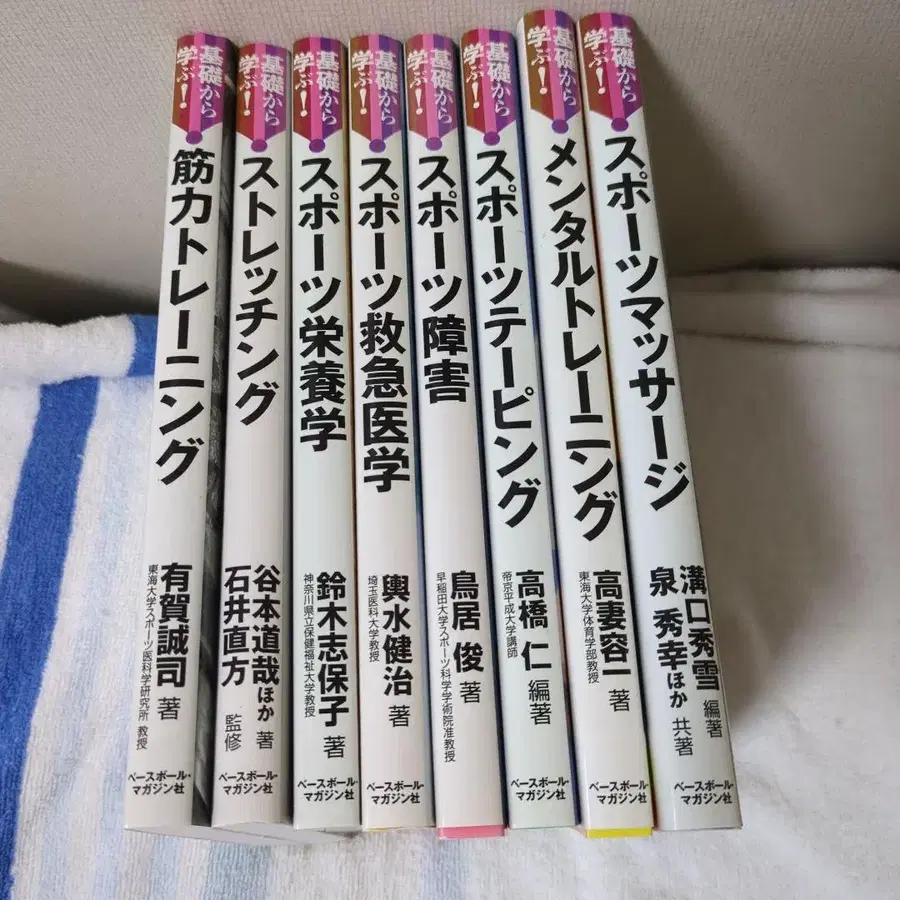 基礎から
学ぶ!
筋力トレーニング
東海大学スポーツ医科学研究所 教授
有賀誠司 著
ベースボール・
マガジン社
基礎から
学ぶ!
ストレッチング
谷本道哉ほか 著
石井直方 監修
ベースボール・
マガジン社
基礎から
学ぶ!
スポーツ栄養学
神奈川県立保健福祉大学教授
鈴木志保子 著
ベースボール・
マガジン社
基礎から
学ぶ!
スポーツ救急医学
埼玉医科大学教授
輿水健治 著
ベースボール・
マガジン社
基礎から
学ぶ!
スポーツ障害
早稲田大学スポーツ科学学術院准教授
鳥居 俊 著
ベースボール・
マガジン社
基礎から
学ぶ!
スポーツテーピング
帝京平成大学講師
高橋 仁 編著
ベースボール・
マガジン社
基礎から
学ぶ!
メンタルトレーニング
東海大学体育学部教授
高妻容一 著
ベースボール・
マガジン社
基礎から
学ぶ!
スポーツマッサージ
溝口秀雪 編著
泉 秀幸ほか 共著
ベースボール・
マガジン社